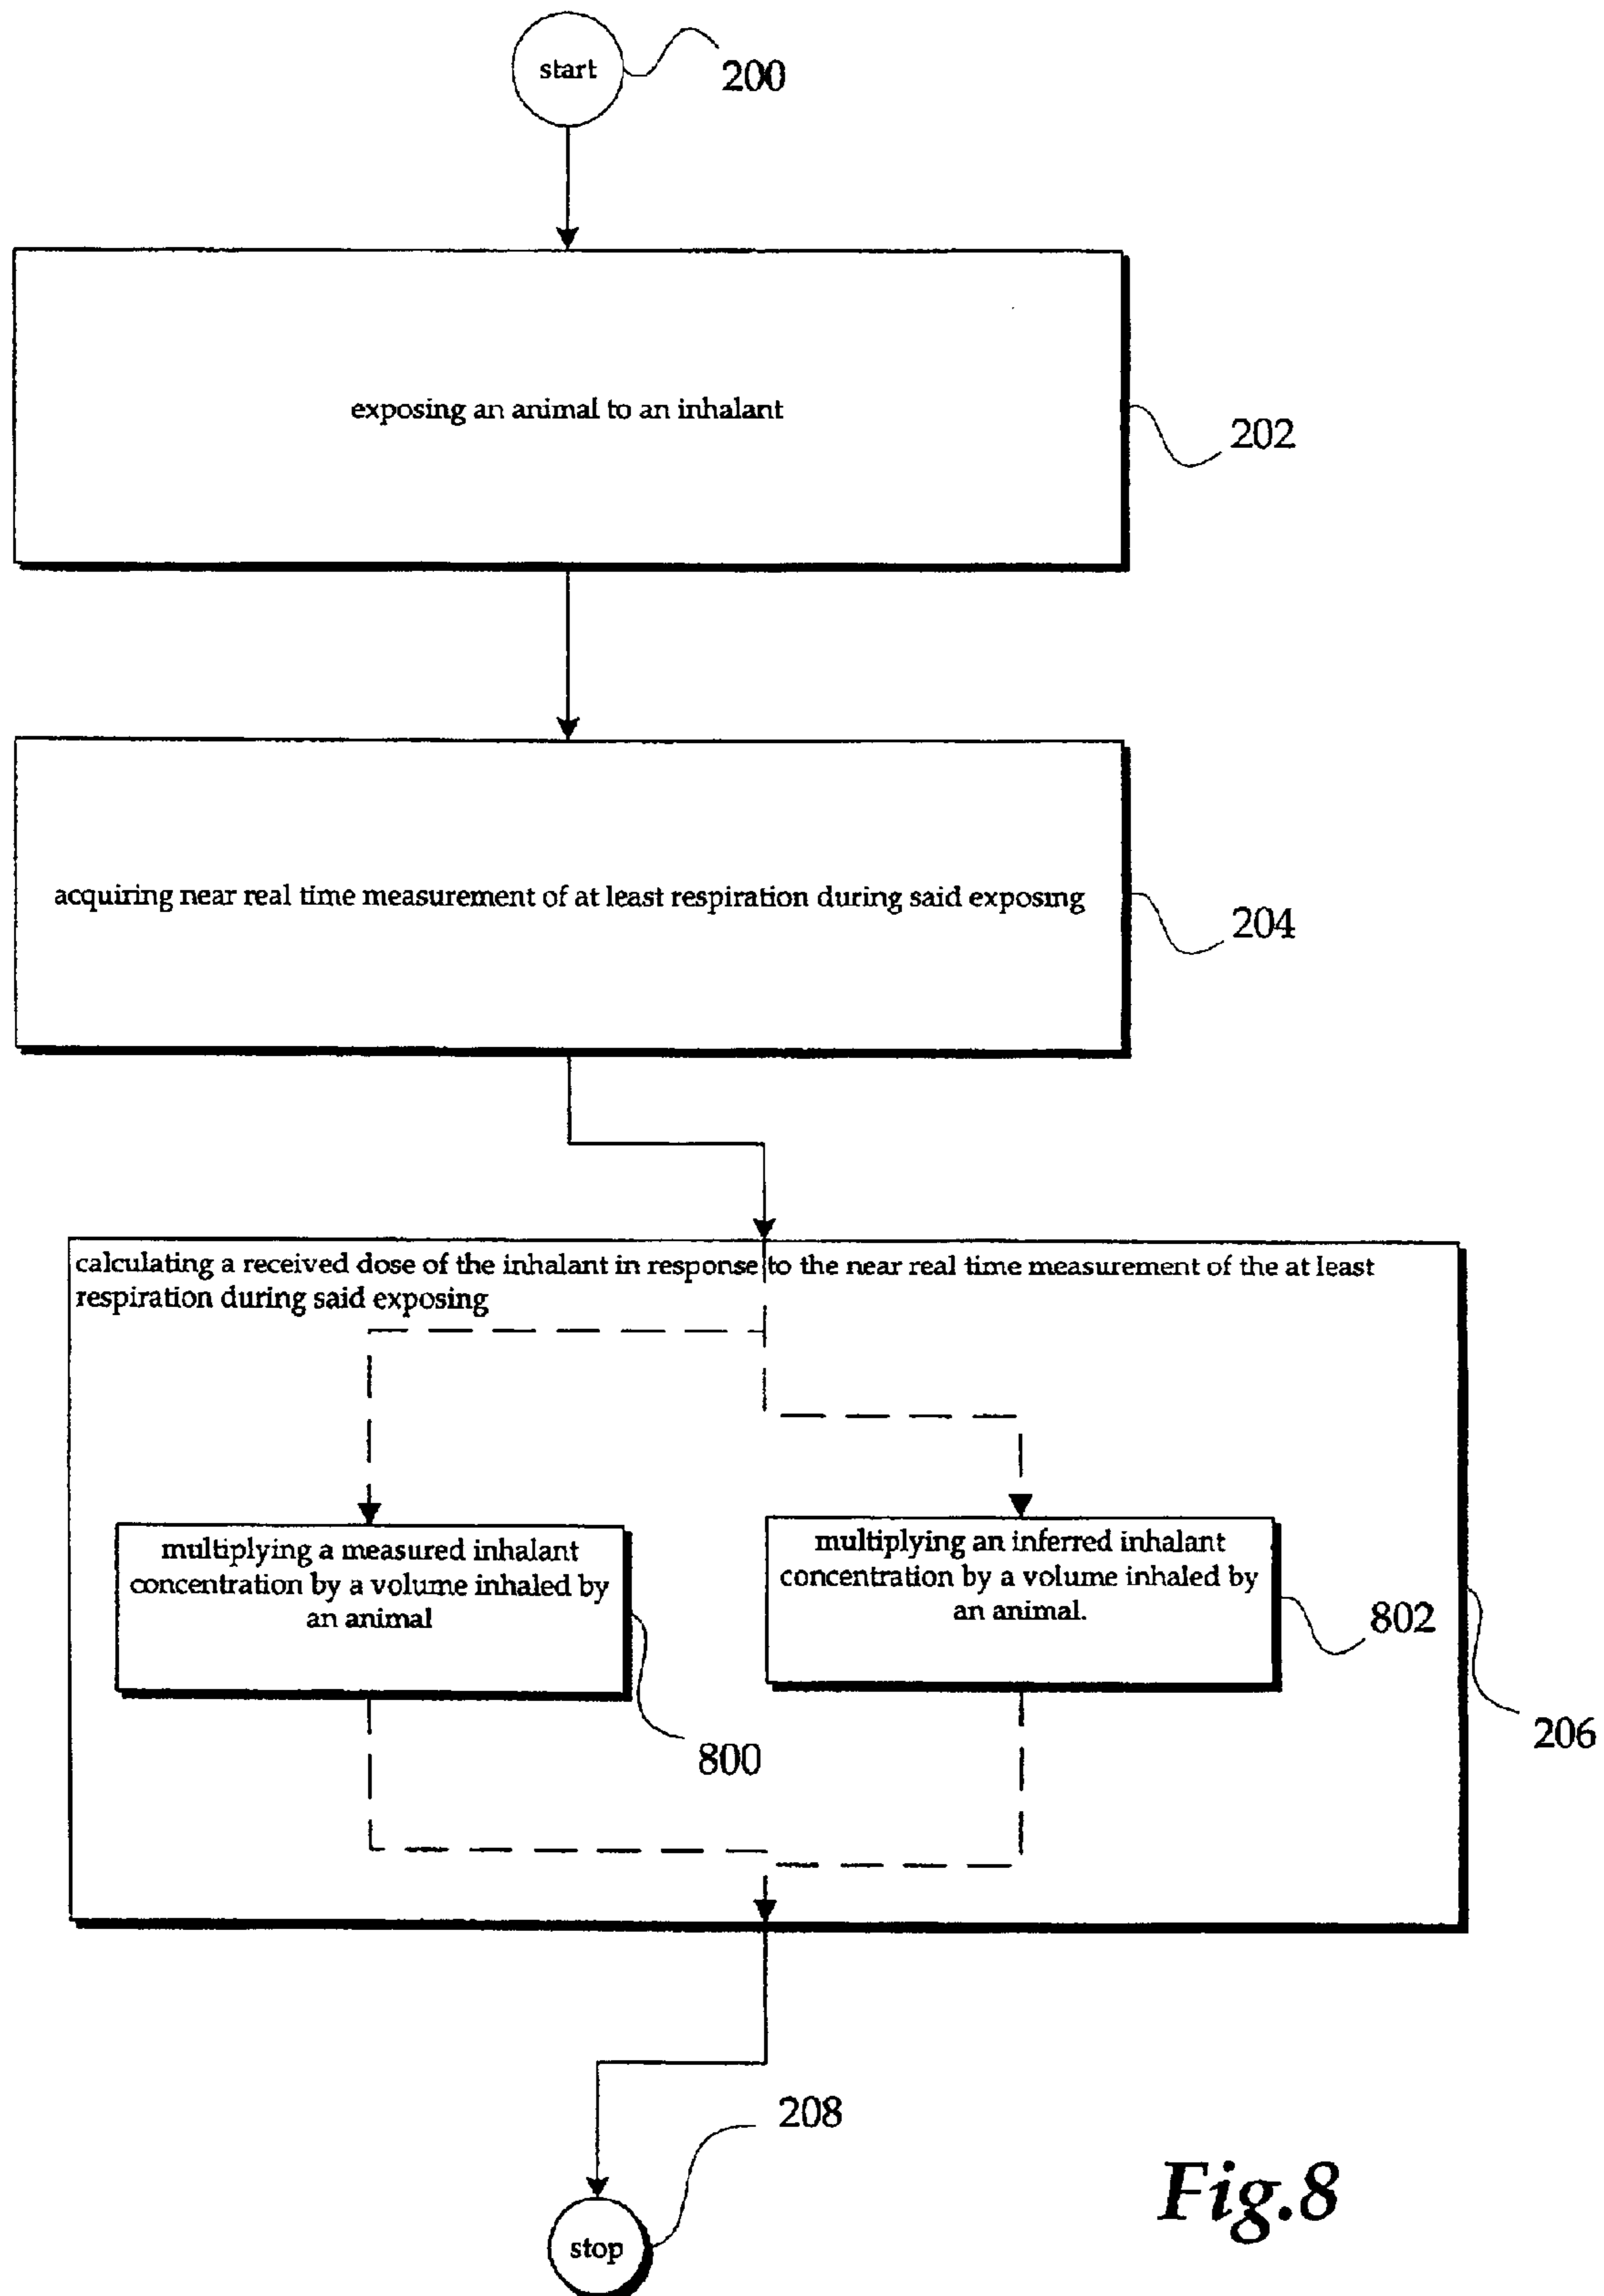 start
200
exposing an animal to an inhalant
202
acquiring near real time measurement of at least respiration during said exposing
204
calculating a received dose of the inhalant in response to the near real time measurement of the at least
respiration during said exposing
multiplying a measured inhalant
concentration by a volume inhaled by
an animal
800
multiplying an inferred inhalant
concentration by a volume inhaled by
an animal.
802
206
208
stop
Fig.8